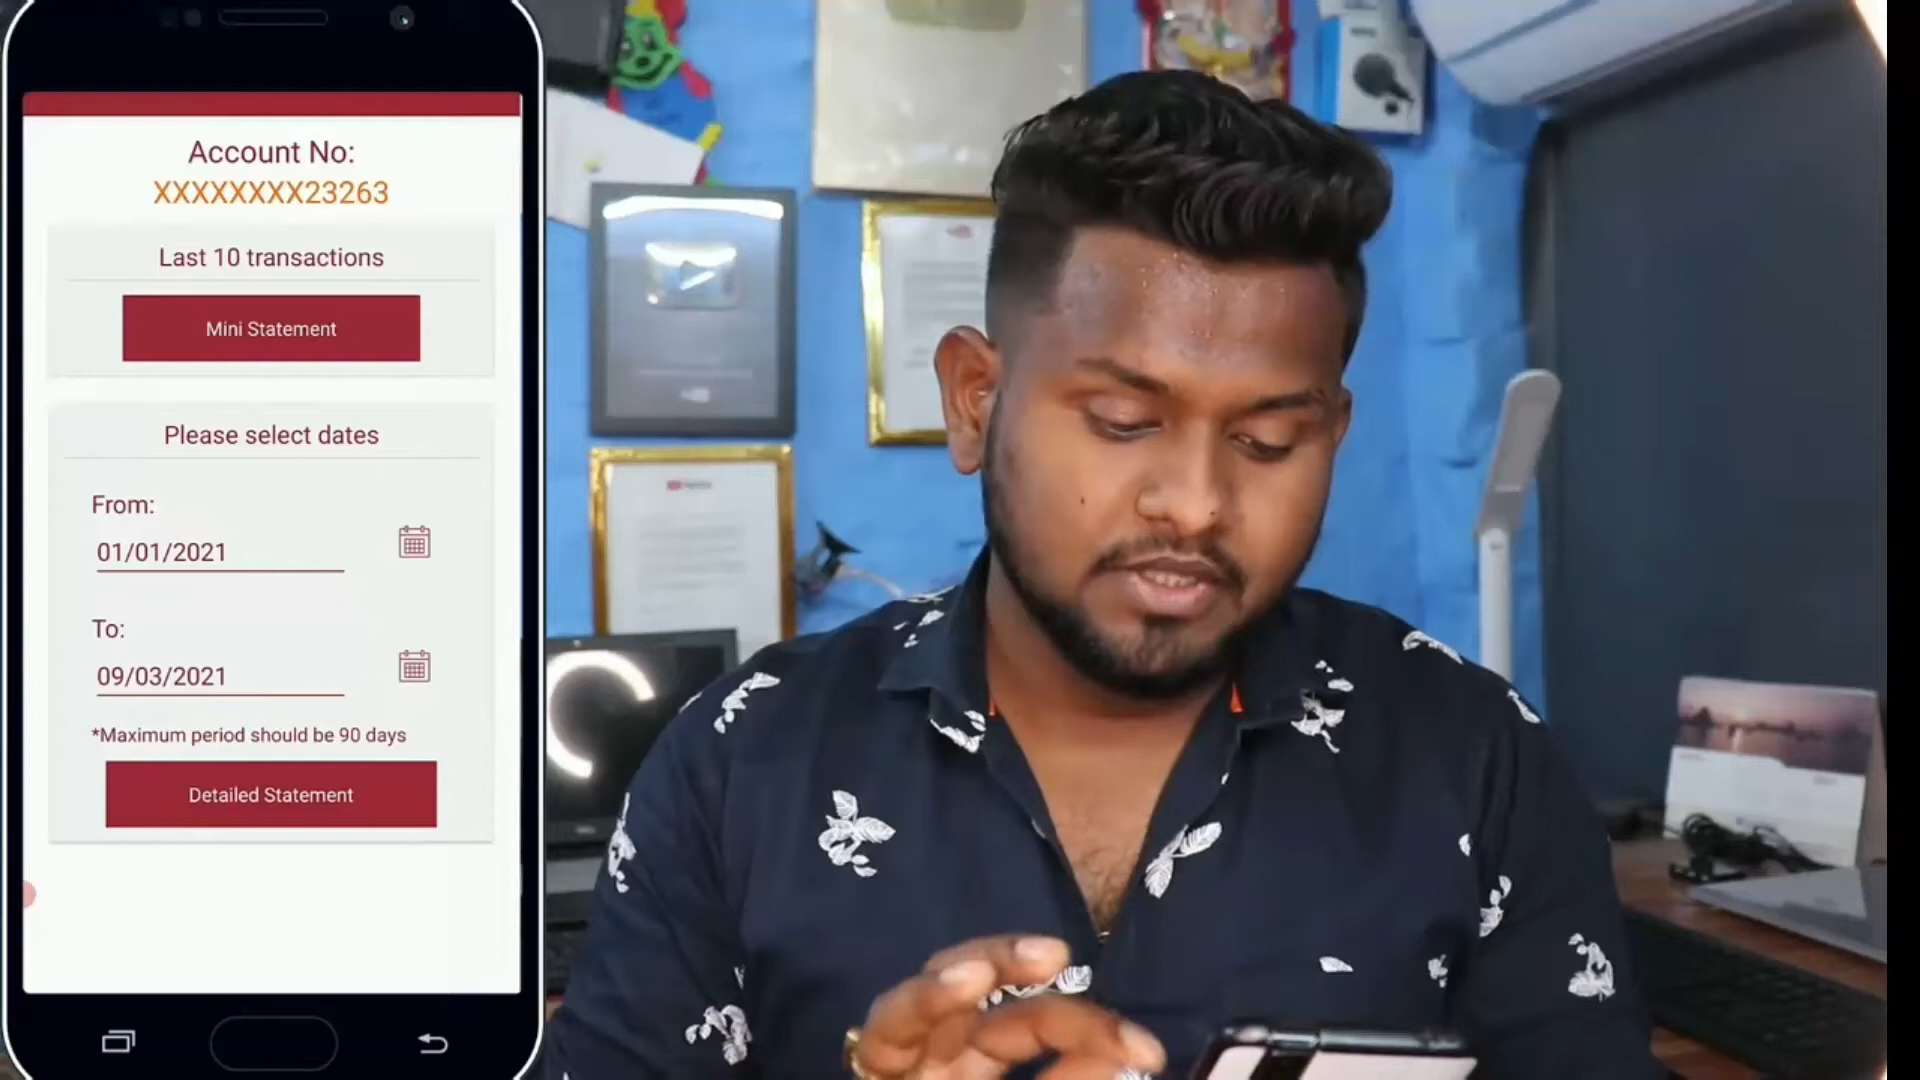 Account No:
XXXXXXXX23263
Last 10 transactions
Mini Statement
Please select dates
From:
01/01/2021
To:
09/03/2021
*Maximum period should be 90 days
Detailed Statement